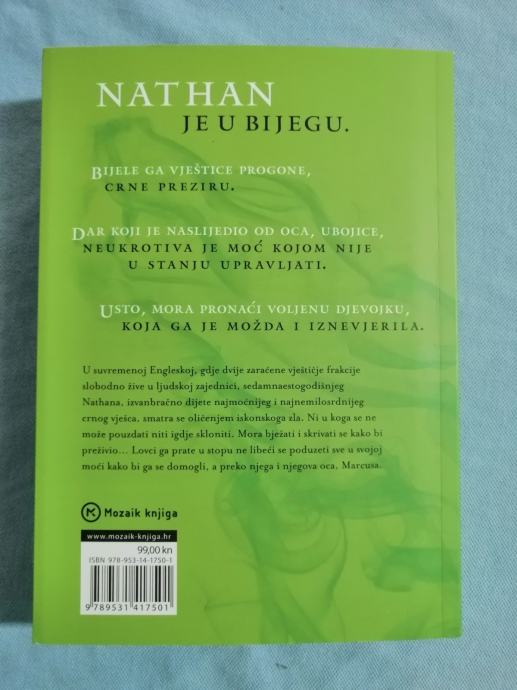 NATHAN
JE U BIJEGU.
BIJELE GA VJEŠTICE PROGONE,
CRNE PREZIRU.
DAR KOJI JE NASLIJEDIO OD OCA, UBOJICE,
NEUKROTIVA JE MOĆ KOJOM NIJE
U STANJU UPRAVLJATI.
USTO, MORA PRONAĆI VOLJENU DJEVOJKU,
KOJA GA JE MOŽDA I IZNEVJERILA.
U suvremenoj Engleskoj, gdje dvije zaraćene vještičje frakcije
slobodno žive u ljudskoj zajednici, sedamnaestogodišnjeg
Nathana, izvanbračno dijete najmoćnijeg i najnemilosrdnijeg
crnog vješca, smatra se oličenjem iskonskoga zla. Ni u koga se ne
može pouzdati niti igdje skloniti. Mora bježati i skrivati se kako bi
preživio... Lovci ga prate u stopu ne libeći se poduzeti sve u svojoj
moći kako bi ga se domogli, a preko njega i njegova oca, Marcusa.
Mozaik knjiga
www.mozaik-knjiga.hr
99,00 kn
ISBN 978-953-14-1750-1
9 789531 417501